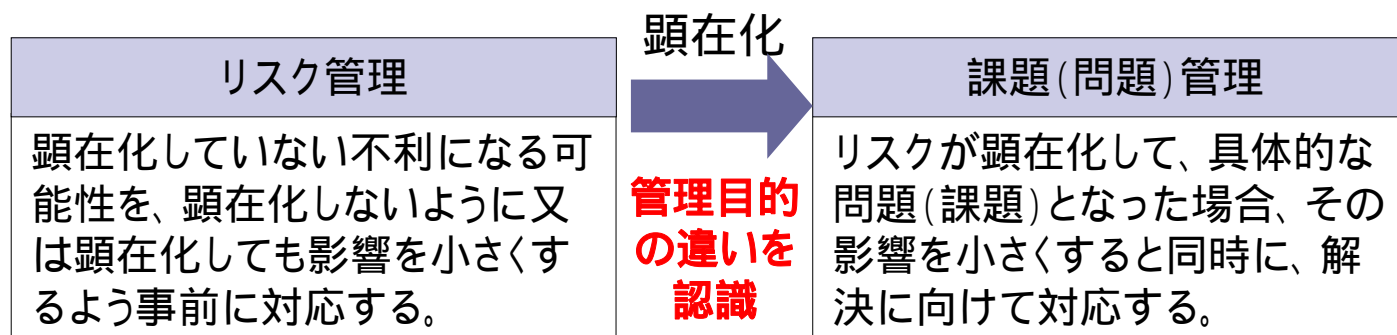 リスク管理
顕在化していない不利になる可
能性を、顕在化しないように又
は顕在化しても影響を小さくす
るよう事前に対応する。
顕在化
管理目的
の違いを
認識
課題(問題)管理
リスクが顕在化して、具体的な
問題(課題)となった場合、その
影響を小さくすると同時に、解
決に向けて対応する。